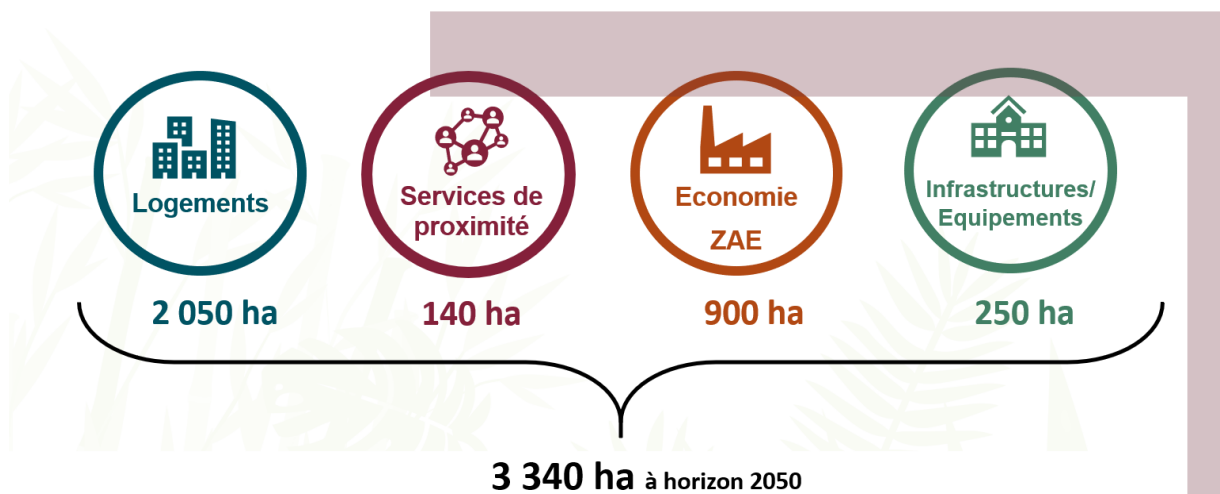 Logements
Services de
proximité
Economie
ZAE
Infrastructures/
Equipements
2 050 ha
140 ha
900 ha
250 ha
3 340 ha à horizon 2050